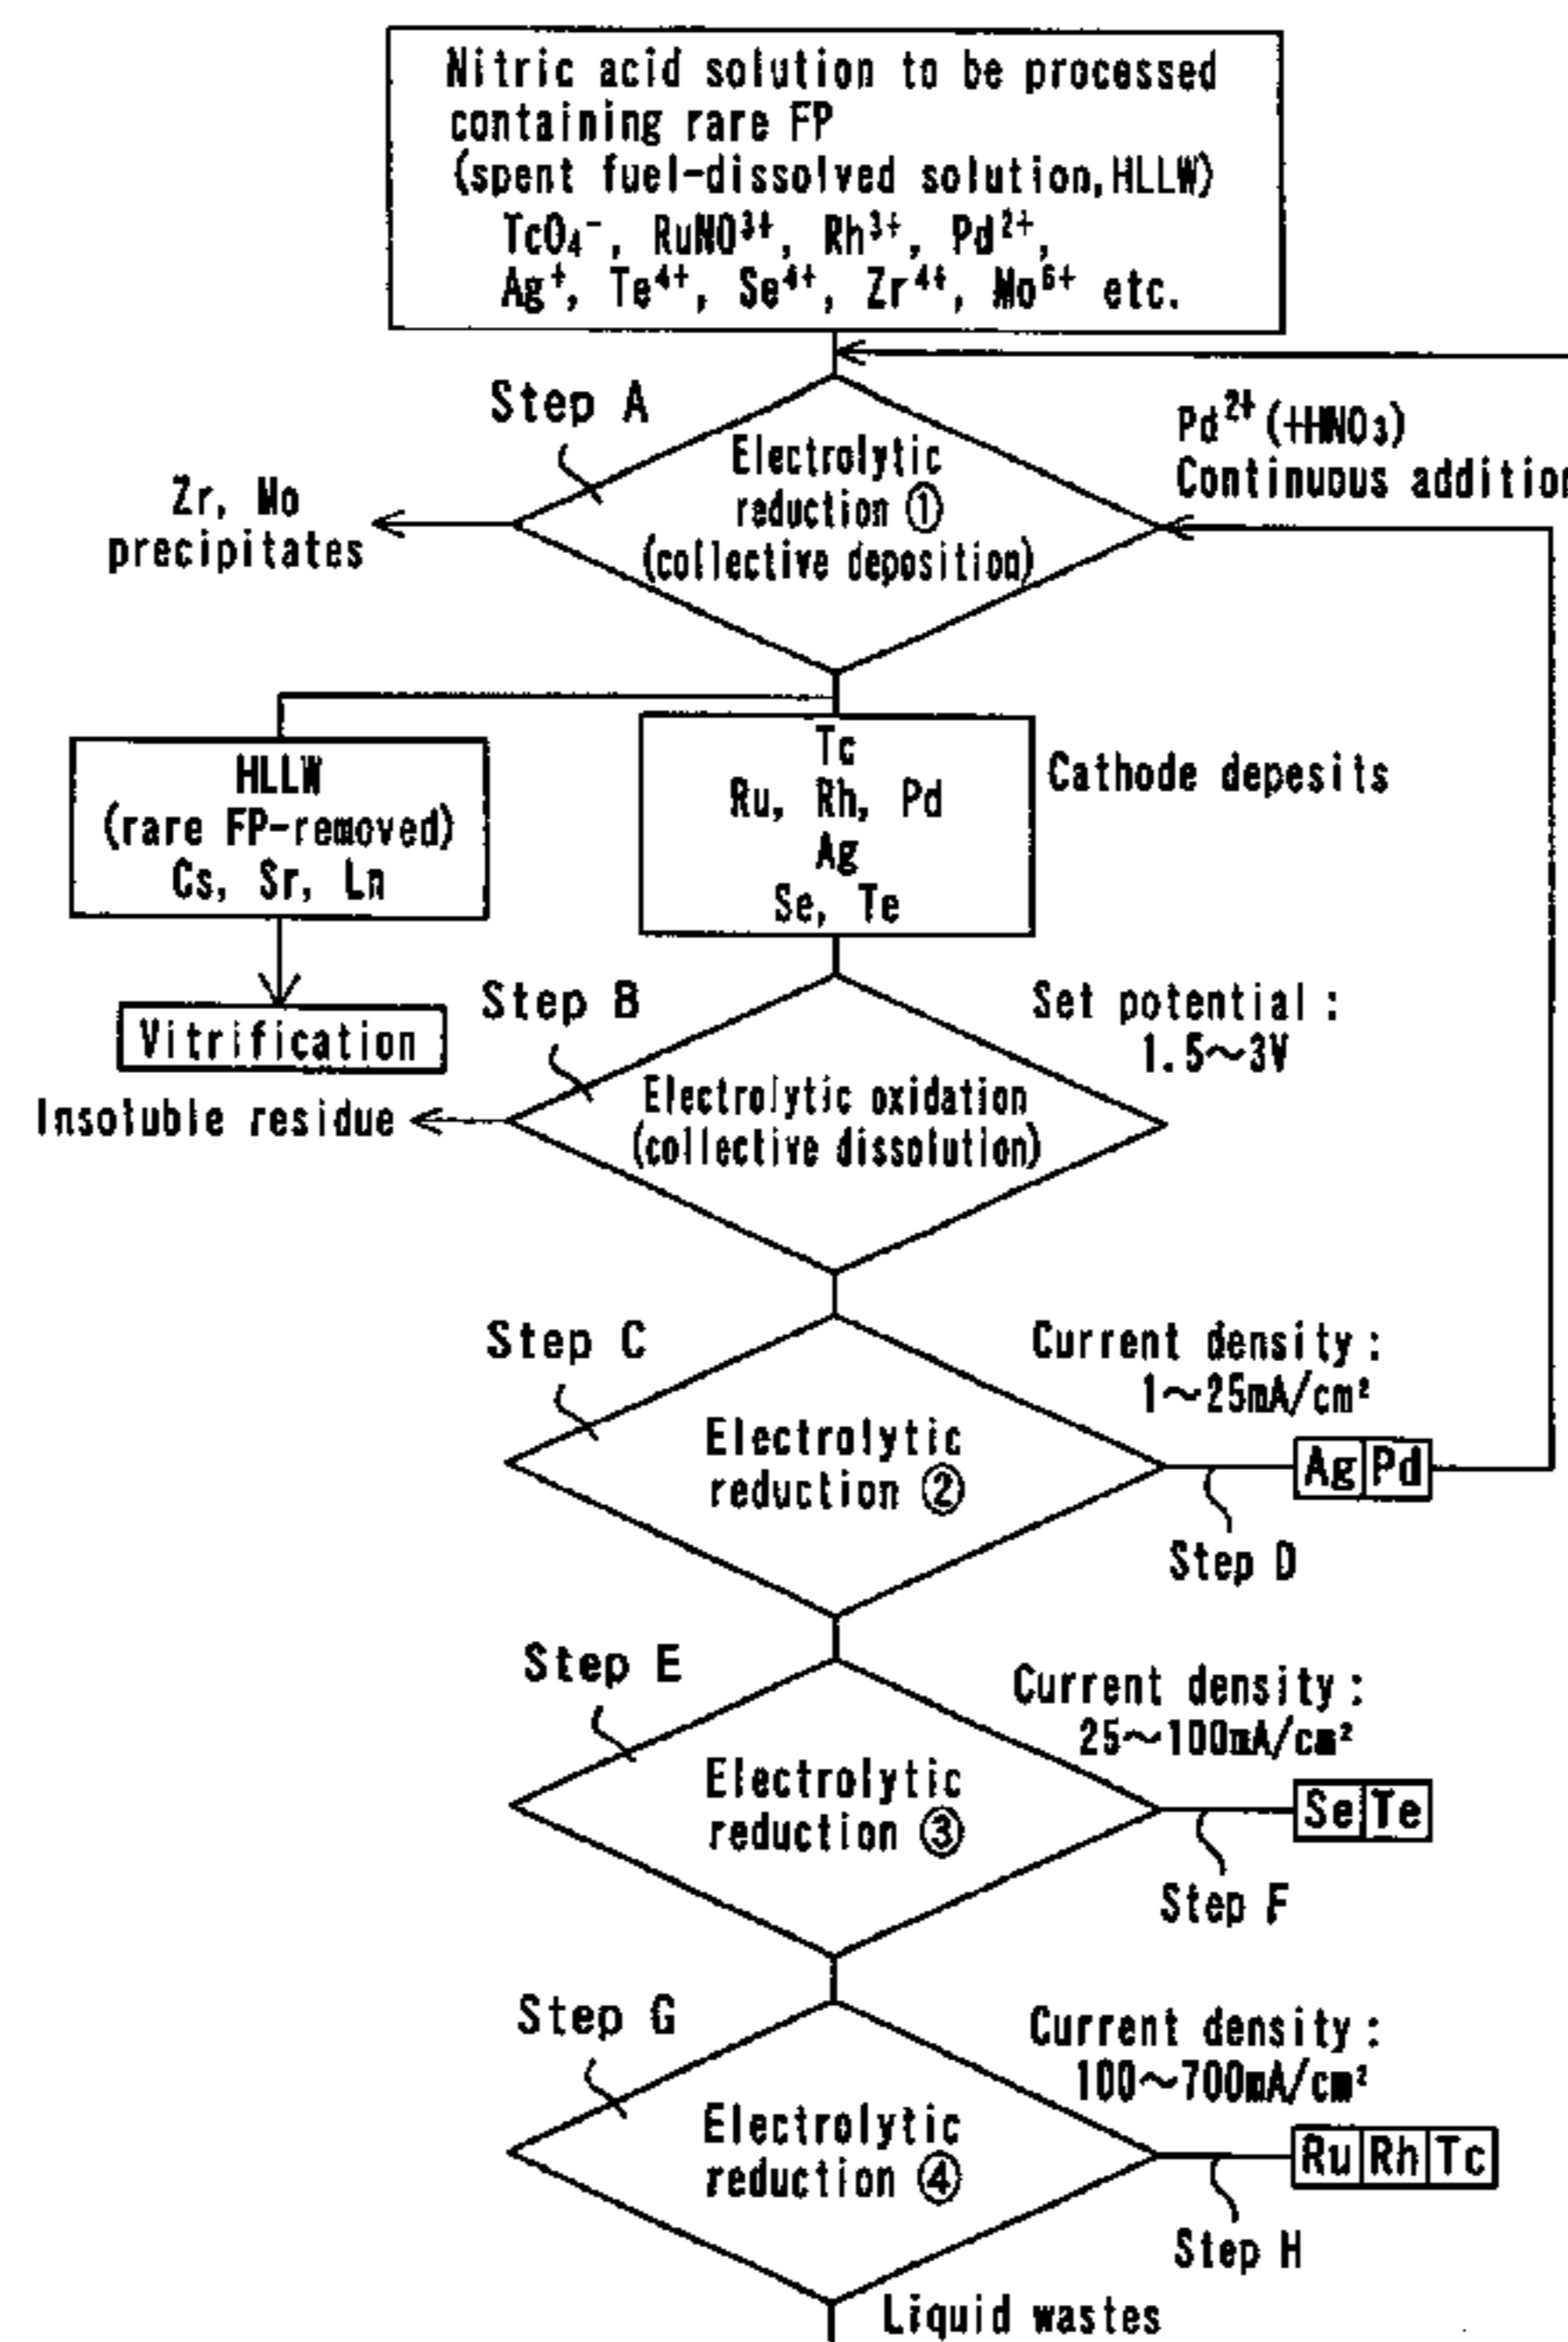 Nitric acid solution to be processed
containing rare FP
(spent fuel-dissolved solution, HLLW)
TcO₄⁻, RuNO³⁺, Rh³⁺, Pd²⁺,
Ag⁺, Te⁴⁺, Se⁴⁺, Zr⁴⁺, Mo⁶⁺ etc.
Step A
Electrolytic
reduction ①
(collective deposition)
Pd²⁺(+HNO₃)
Continuous addition
Zr, Mo
precipitates
HLLW
(rare FP-removed)
Cs, Sr, Ln
Vitrification
Tc
Ru, Rh, Pd
Ag
Se, Te
Cathode deposits
Step B
Set potential:
1.5～3V
Electrolytic oxidation
(collective dissolution)
Insoluble residue
Step C
Current density:
1～25mA/cm²
Electrolytic
reduction ②
Ag Pd
Step D
Step E
Current density:
25～100mA/cm²
Electrolytic
reduction ③
Se Te
Step F
Step G
Current density:
100～700mA/cm²
Electrolytic
reduction ④
Ru Rh Tc
Step H
Liquid wastes